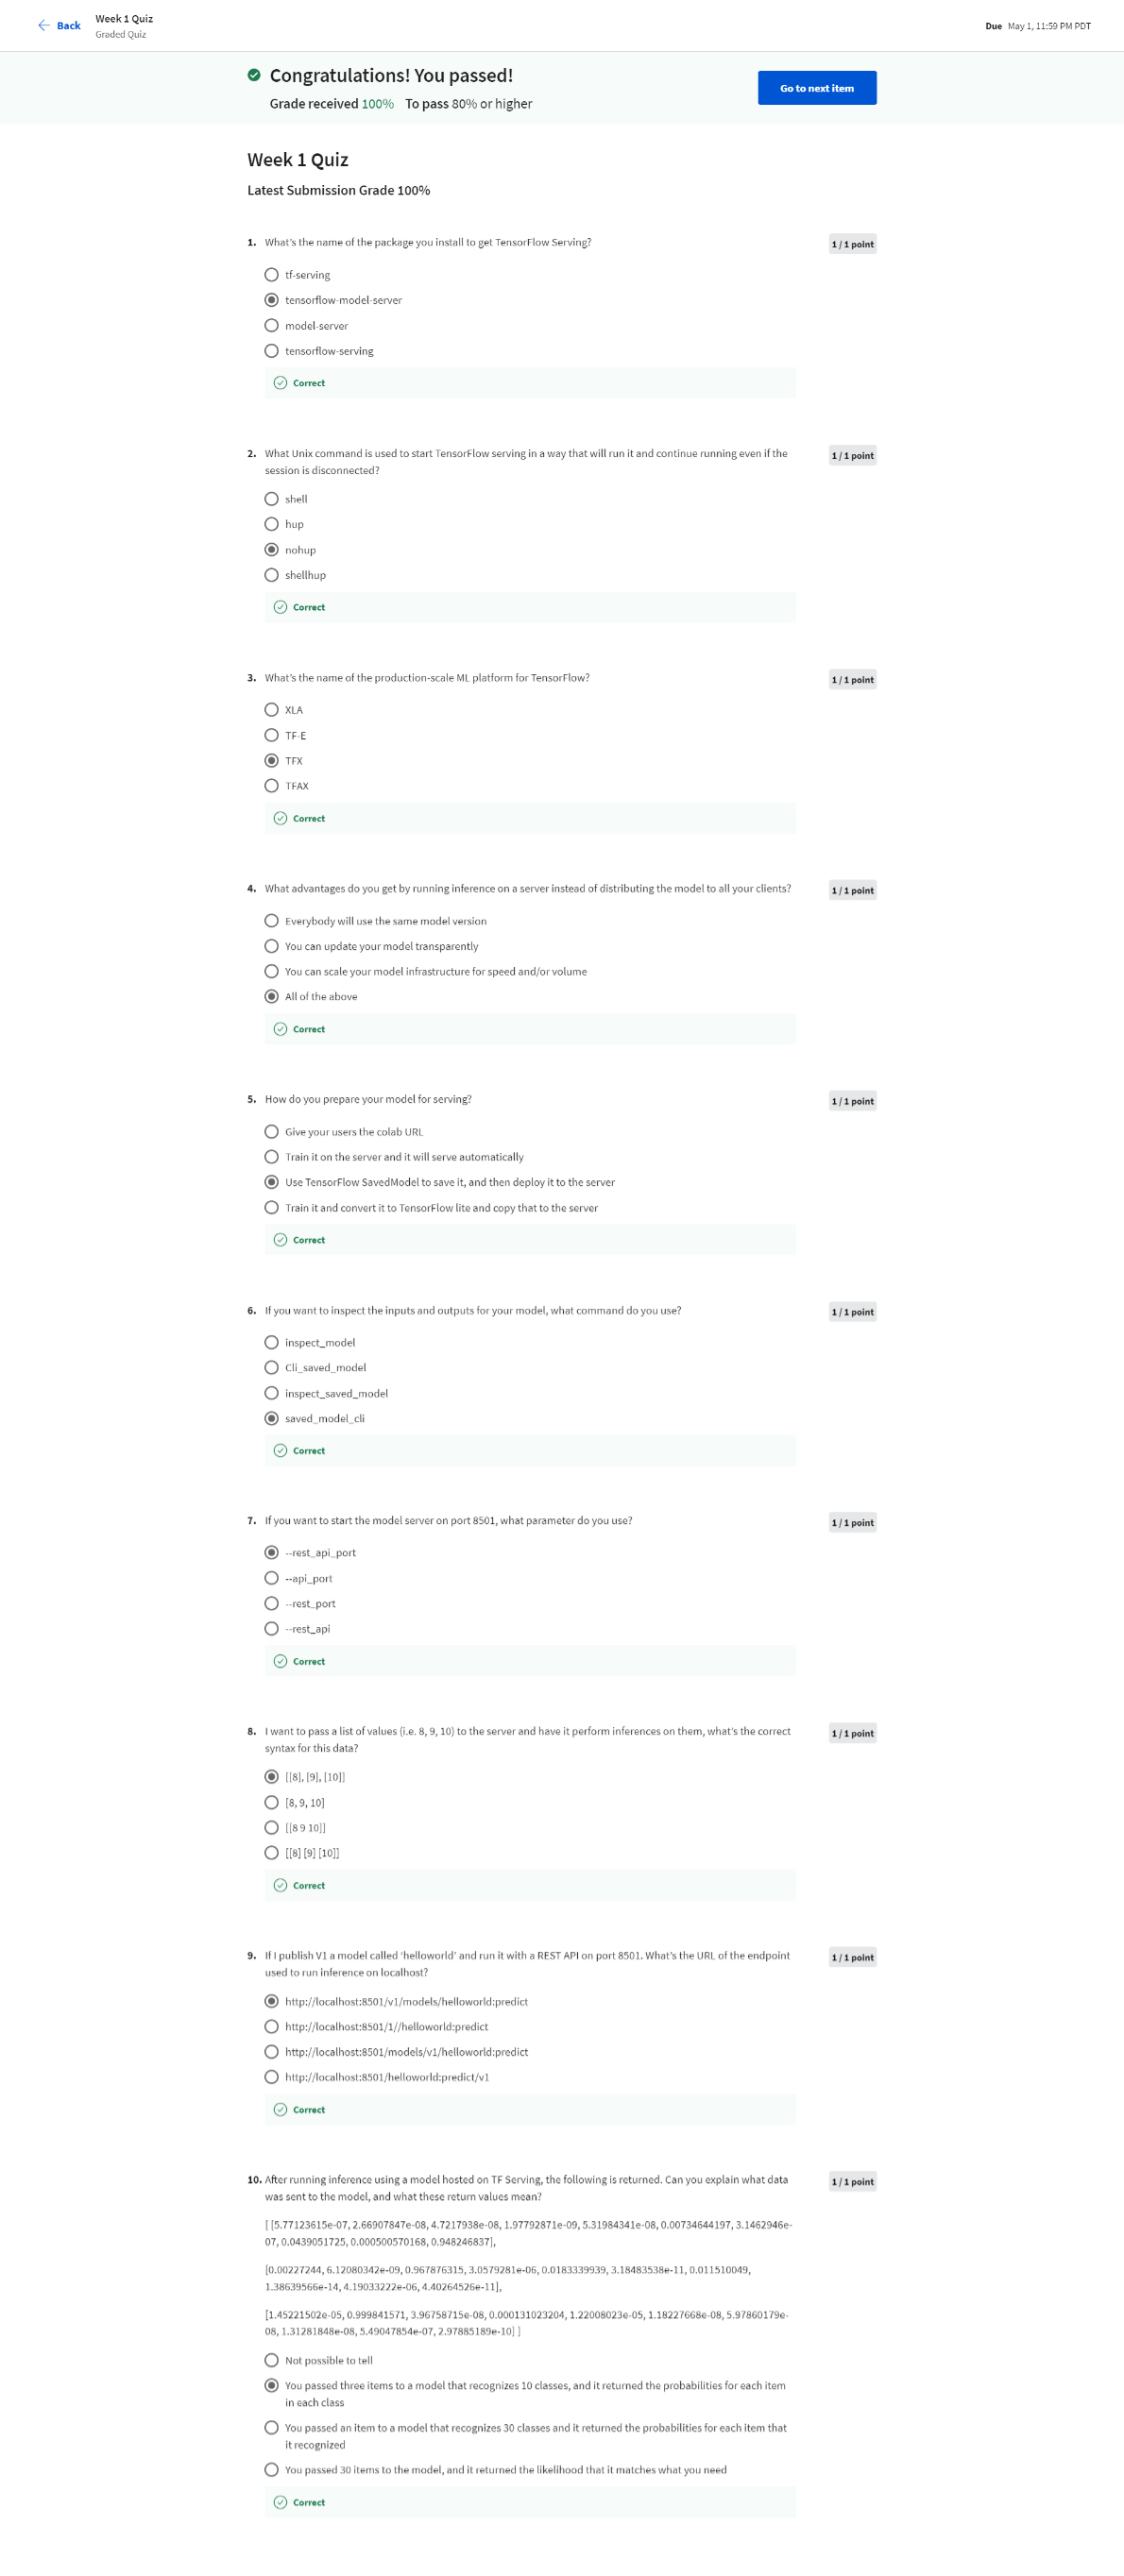 Back
Week 1 Quiz
Graded Quiz
Due May 1, 11:59 PM PDT
Congratulations! You passed!
Grade received 100% To pass 80% or higher
Go to next item
Week 1 Quiz
Latest Submission Grade 100%
1. What's the name of the package you install to get TensorFlow Serving?
1 / 1 point
tf-serving
tensorflow-model-server
model-server
tensorflow-serving
Correct
2. What Unix command is used to start TensorFlow serving in a way that will run it and continue running even if the
session is disconnected?
1 / 1 point
shell
hup
nohup
shellhup
Correct
3. What's the name of the production-scale ML platform for TensorFlow?
1 / 1 point
XLA
TF-E
TFX
TFAX
Correct
4. What advantages do you get by running inference on a server instead of distributing the model to all your clients?
1 / 1 point
Everybody will use the same model version
You can update your model transparently
You can scale your model infrastructure for speed and/or volume
All of the above
Correct
5. How do you prepare your model for serving?
1 / 1 point
Give your users the colab URL
Train it on the server and it will serve automatically
Use TensorFlow SavedModel to save it, and then deploy it to the server
Train it and convert it to TensorFlow lite and copy that to the server
Correct
6. If you want to inspect the inputs and outputs for your model, what command do you use?
1 / 1 point
inspect_model
Cli_saved_model
inspect_saved_model
saved_model_cli
Correct
7. If you want to start the model server on port 8501, what parameter do you use?
1 / 1 point
--rest_api_port
--api_port
--rest_port
--rest_api
Correct
8. I want to pass a list of values (i.e. 8, 9, 10) to the server and have it perform inferences on them, what's the correct
syntax for this data?
1 / 1 point
[[8], [9], [10]]
[8, 9, 10]
[[8 9 10]]
[[8] [9] [10]]
Correct
9. If I publish V1 a model called 'helloworld' and run it with a REST API on port 8501. What's the URL of the endpoint
used to run inference on localhost?
1 / 1 point
http://localhost:8501/v1/models/helloworld:predict
http://localhost:8501/1//helloworld:predict
http://localhost:8501/models/v1/helloworld:predict
http://localhost:8501/helloworld:predict/v1
Correct
10. After running inference using a model hosted on TF Serving, the following is returned. Can you explain what data
was sent to the model, and what these return values mean?
1 / 1 point
[ [5.77123615e-07, 2.66907847e-08, 4.7217938e-08, 1.97792871e-09, 5.31984341e-08, 0.00734644197, 3.1462946e-
07, 0.0439051725, 0.000500570168, 0.948246837],
[0.00227244, 6.12080342e-09, 0.967876315, 3.0579281e-06, 0.0183339939, 3.18483538e-11, 0.011510049,
1.38639566e-14, 4.19033222e-06, 4.40264526e-11],
[1.45221502e-05, 0.999841571, 3.96758715e-08, 0.000131023204, 1.22008023e-05, 1.18227668e-08, 5.97860179e-
08, 1.31281848e-08, 5.49047854e-07, 2.97885189e-10] ]
Not possible to tell
You passed three items to a model that recognizes 10 classes, and it returned the probabilities for each item
in each class
You passed an item to a model that recognizes 30 classes and it returned the probabilities for each item that
it recognized
You passed 30 items to the model, and it returned the likelihood that it matches what you need
Correct